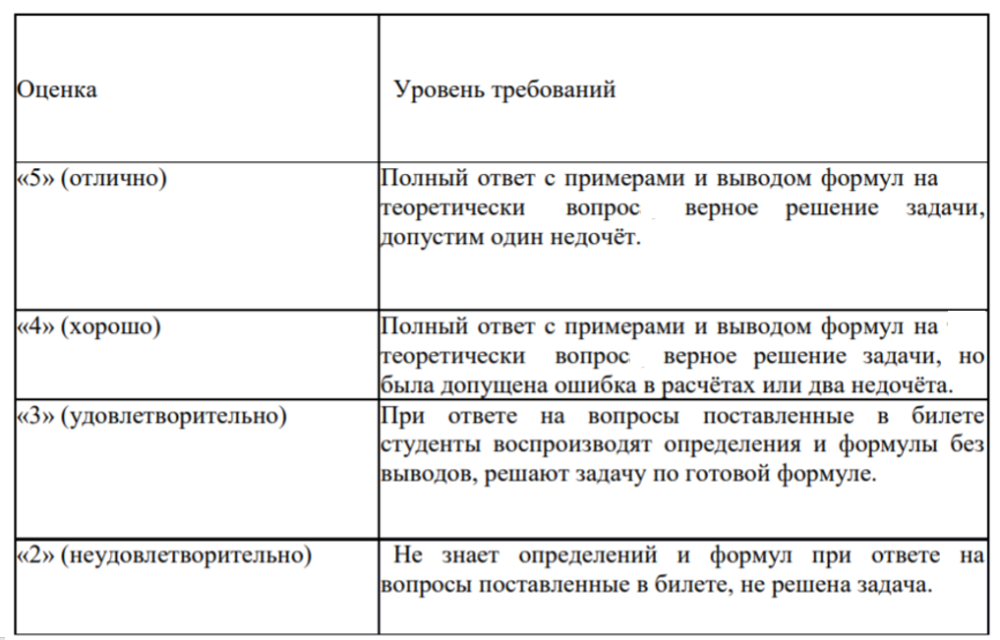 Оценка
Уровень требований
«5» (отлично)
Полный ответ с примерами и выводом формул на
теоретически вопрос верное решение задачи,
допустим один недочёт.
«4» (хорошо)
Полный ответ с примерами и выводом формул на
теоретически вопрос верное решение задачи, но
была допущена ошибка в расчётах или два недочёта.
«3» (удовлетворительно)
При ответе на вопросы поставленные в билете
студенты воспроизводят определения и формулы без
выводов, решают задачу по готовой формуле.
«2» (неудовлетворительно)
Не знает определений и формул при ответе на
вопросы поставленные в билете, не решена задача.